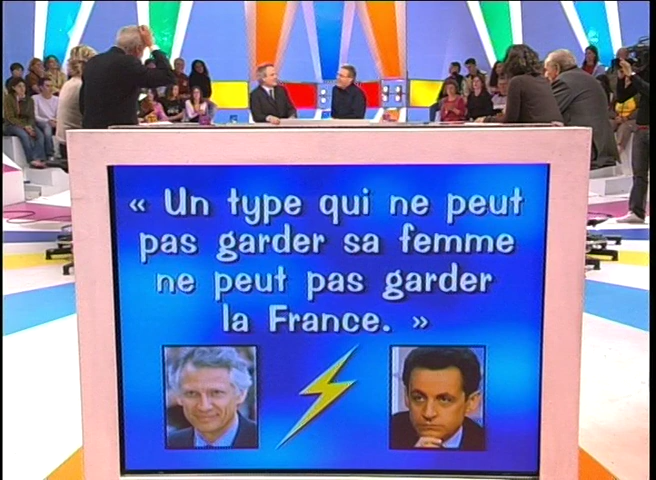 « Un type qui ne peut
pas garder sa femme
ne peut pas garder
la France. »